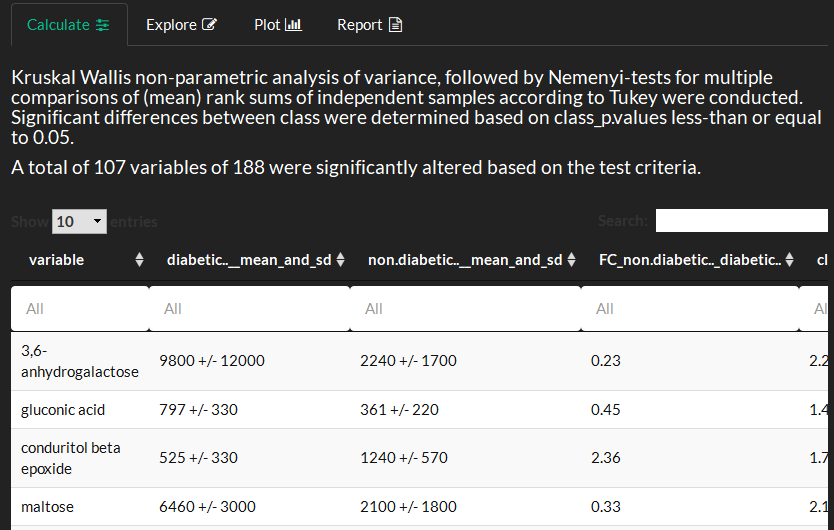 Calculate Explore Plot Report
Kruskal Wallis non-parametric analysis of variance, followed by Nemenyi-tests for multiple
comparisons of (mean) rank sums of independent samples according to Tukey were conducted.
Significant differences between class were determined based on class_p.values less-than or equal
to 0.05.
A total of 107 variables of 188 were significantly altered based on the test criteria.
Show 10 entries Search:
variable diabetic..__mean_and_sd non.diabetic..__mean_and_sd FC_non.diabetic.._diabetic.. cl
All All All All Al
3,6-
anhydrogalactose 9800 +/- 12000 2240 +/- 1700 0.23 2.2
gluconic acid 797 +/- 330 361 +/- 220 0.45 1.4
conduritol beta
epoxide 525 +/- 330 1240 +/- 570 2.36 1.7
maltose 6460 +/- 3000 2100 +/- 1800 0.33 2.1